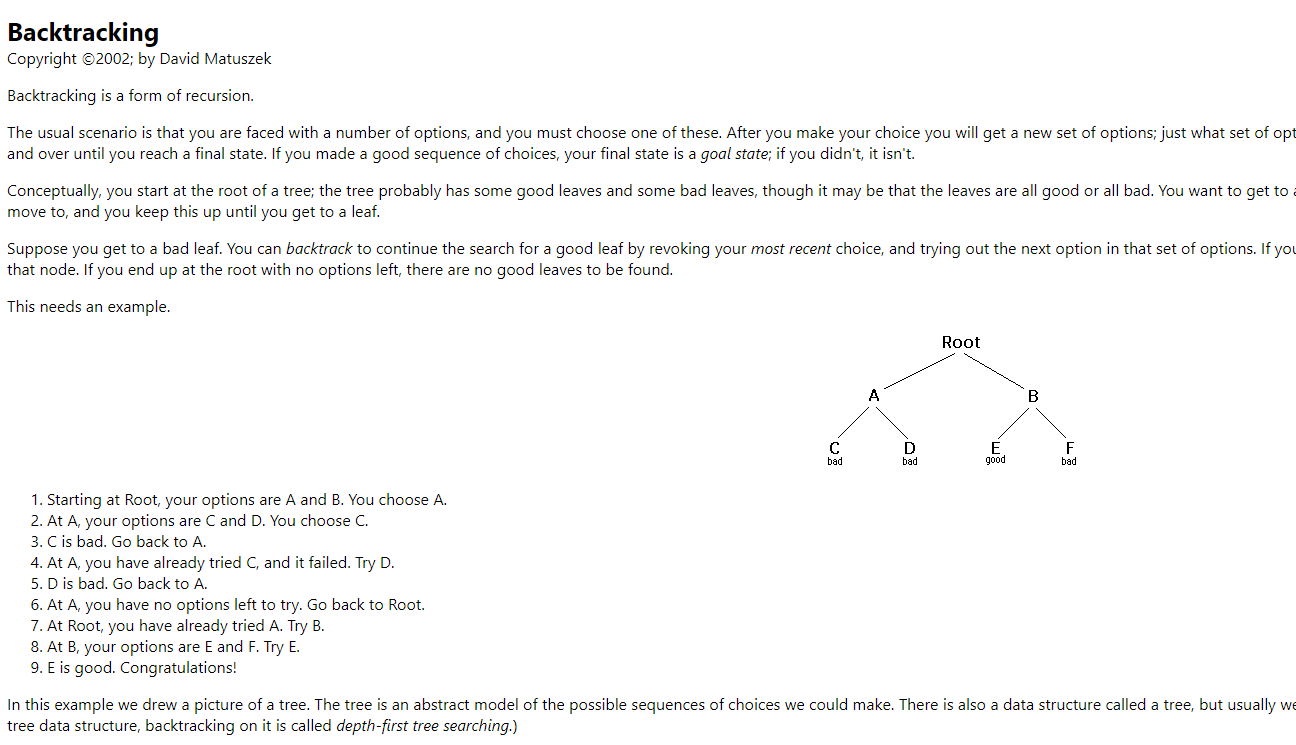 Backtracking
Copyright ©2002; by David Matuszek
Backtracking is a form of recursion.
The usual scenario is that you are faced with a number of options, and you must choose one of these. After you make your choice you will get a new set of options; just what set of opt
and over until you reach a final state. If you made a good sequence of choices, your final state is a goal state; if you didn't, it isn't.
Conceptually, you start at the root of a tree; the tree probably has some good leaves and some bad leaves, though it may be that the leaves are all good or all bad. You want to get to
move to, and you keep this up until you get to a leaf.
Suppose you get to a bad leaf. You can backtrack to continue the search for a good leaf by revoking your most recent choice, and trying out the next option in that set of options. If you
that node. If you end up at the root with no options left, there are no good leaves to be found.
This needs an example.
Root
A B
C D E F
bad bad good bad
1. Starting at Root, your options are A and B. You choose A.
2. At A, your options are C and D. You choose C.
3. C is bad. Go back to A.
4. At A, you have already tried C, and it failed. Try D.
5. D is bad. Go back to A.
6. At A, you have no options left to try. Go back to Root.
7. At Root, you have already tried A. Try B.
8. At B, your options are E and F. Try E.
9. E is good. Congratulations!
In this example we drew a picture of a tree. The tree is an abstract model of the possible sequences of choices we could make. There is also a data structure called a tree, but usually we
tree data structure, backtracking on it is called depth-first tree searching.)